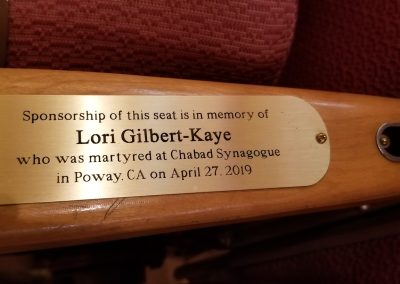 Sponsorship of this seat is in memory of
Lori Gilbert-Kaye
who was martyred at Chabad Synagogue
in Poway, CA on April 27, 2019